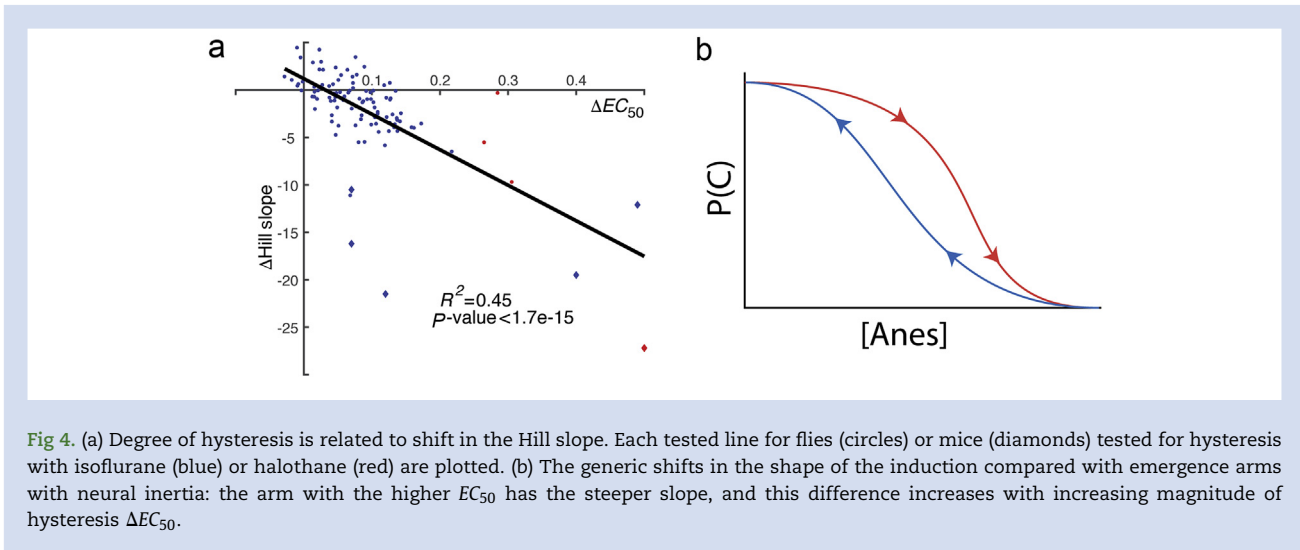 a
b
0.1
0.2
0.3
0.4
ΔEC50
-5
-10
-15
-20
-25
ΔHill slope
R2=0.45
P-value<1.7e-15
P(C)
[Anes]
Fig 4. (a) Degree of hysteresis is related to shift in the Hill slope. Each tested line for flies (circles) or mice (diamonds) tested for hysteresis
with isoflurane (blue) or halothane (red) are plotted. (b) The generic shifts in the shape of the induction compared with emergence arms
with neural inertia: the arm with the higher EC50 has the steeper slope, and this difference increases with increasing magnitude of
hysteresis ΔEC50.